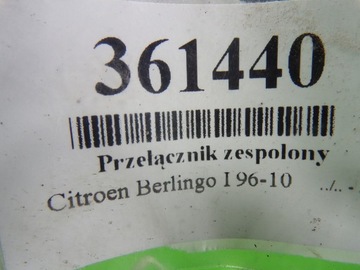 361440
Przełącznik zespolony
Citroen Berlingo I 96-10 ../..